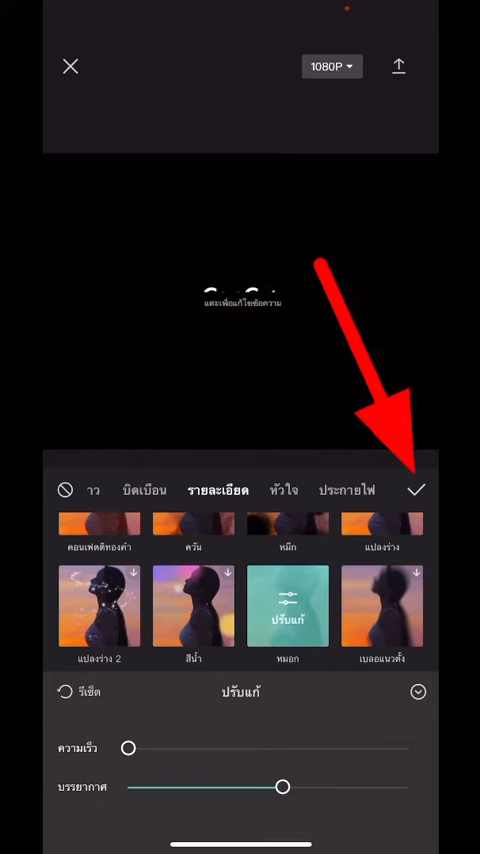 1080P
แตะเพื่อแก้ไขข้อความ
าว บิดเบือน รายละเอียด หัวใจ ประกายไฟ
คอนเฟตติทองคำ ควัน หมึก แปลงร่าง
ปรับแก้
แปลงร่าง 2 สีน้ำ หมอก เบลอแนวตั้ง
รีเซ็ต ปรับแก้
ความเร็ว
บรรยากาศ